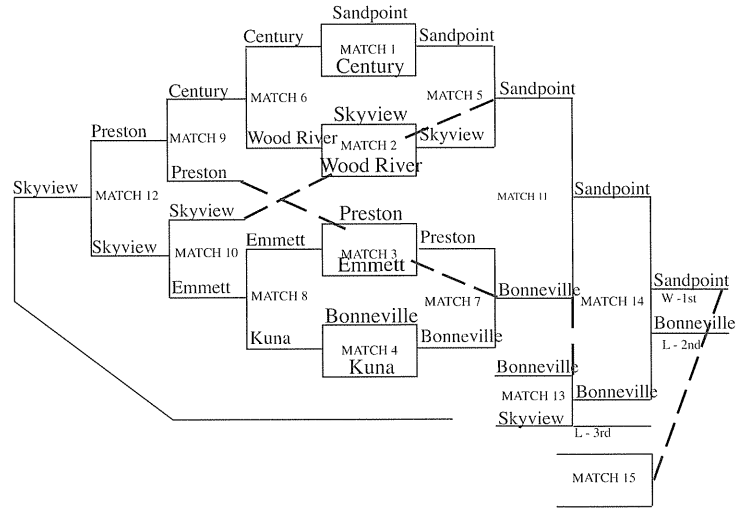 Sandpoint
Century
MATCH 1
Sandpoint
Century
Century
MATCH 6
MATCH 5
Sandpoint
Skyview
Preston
MATCH 9
Wood River
MATCH 2
Skyview
Wood River
Preston
Skyview
MATCH 12
MATCH 11
Sandpoint
Skyview
Preston
Skyview
MATCH 10
Emmett
MATCH 3
Preston
Emmett
Sandpoint
Emmett
MATCH 8
MATCH 7
Bonneville
MATCH 14
W -1st
Bonneville
Bonneville
Kuna
MATCH 4
Bonneville
L - 2nd
Kuna
Bonneville
MATCH 13
Bonneville
Skyview
L - 3rd
MATCH 15